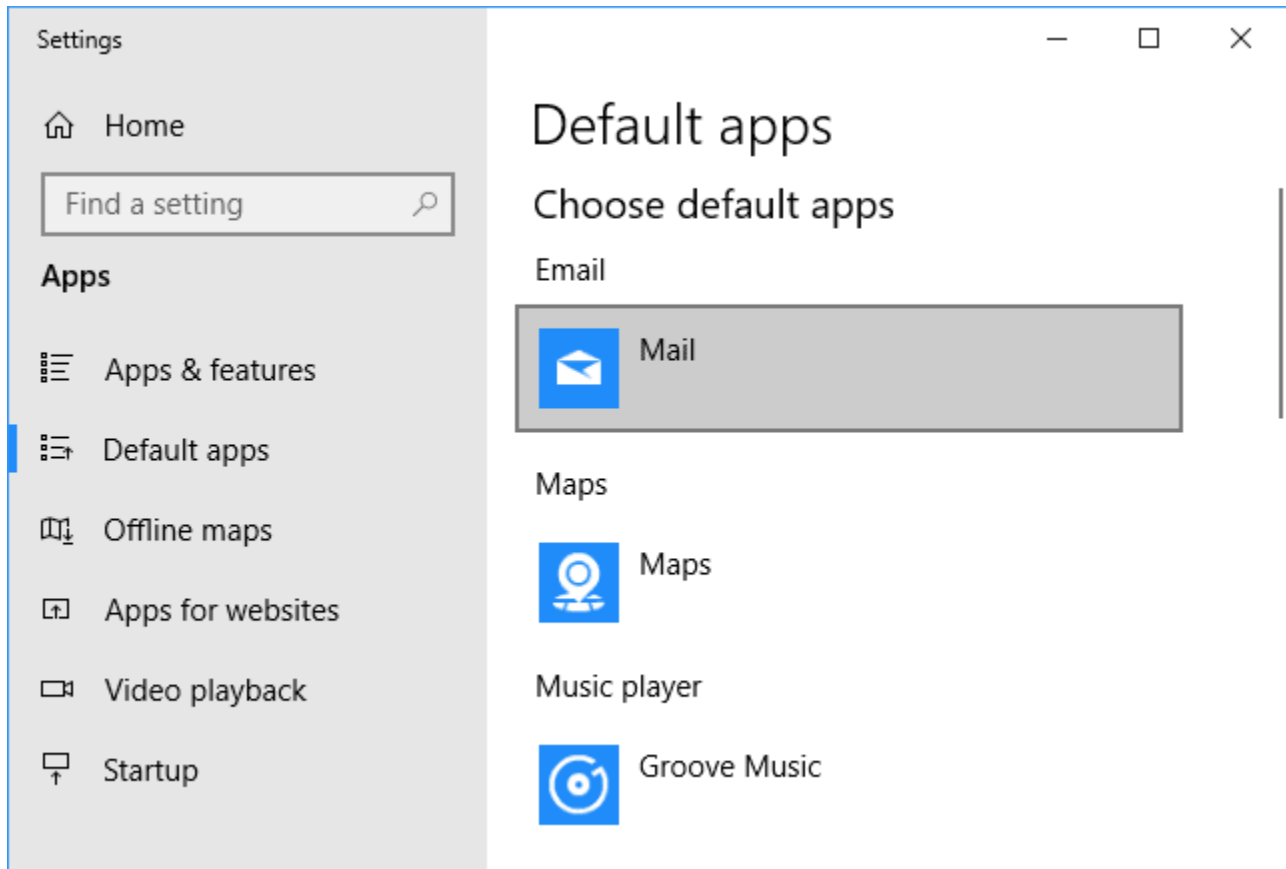 Settings
Home
Find a setting
Apps
Apps & features
Default apps
Offline maps
Apps for websites
Video playback
Startup
Default apps
Choose default apps
Email
Mail
Maps
Maps
Music player
Groove Music